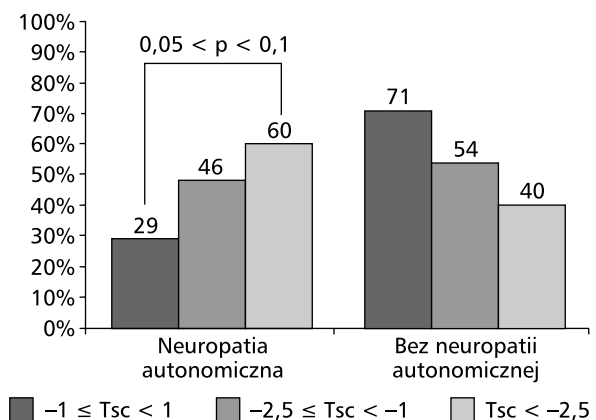 100%
90%
80%
70%
60%
50%
40%
30%
20%
10%
0%
0,05 < p < 0,1
29
46
60
71
54
40
Neuropatia
autonomiczna
Bez neuropatii
autonomicznej
–1 ≤ Tsc < 1
–2,5 ≤ Tsc < –1
Tsc < –2,5